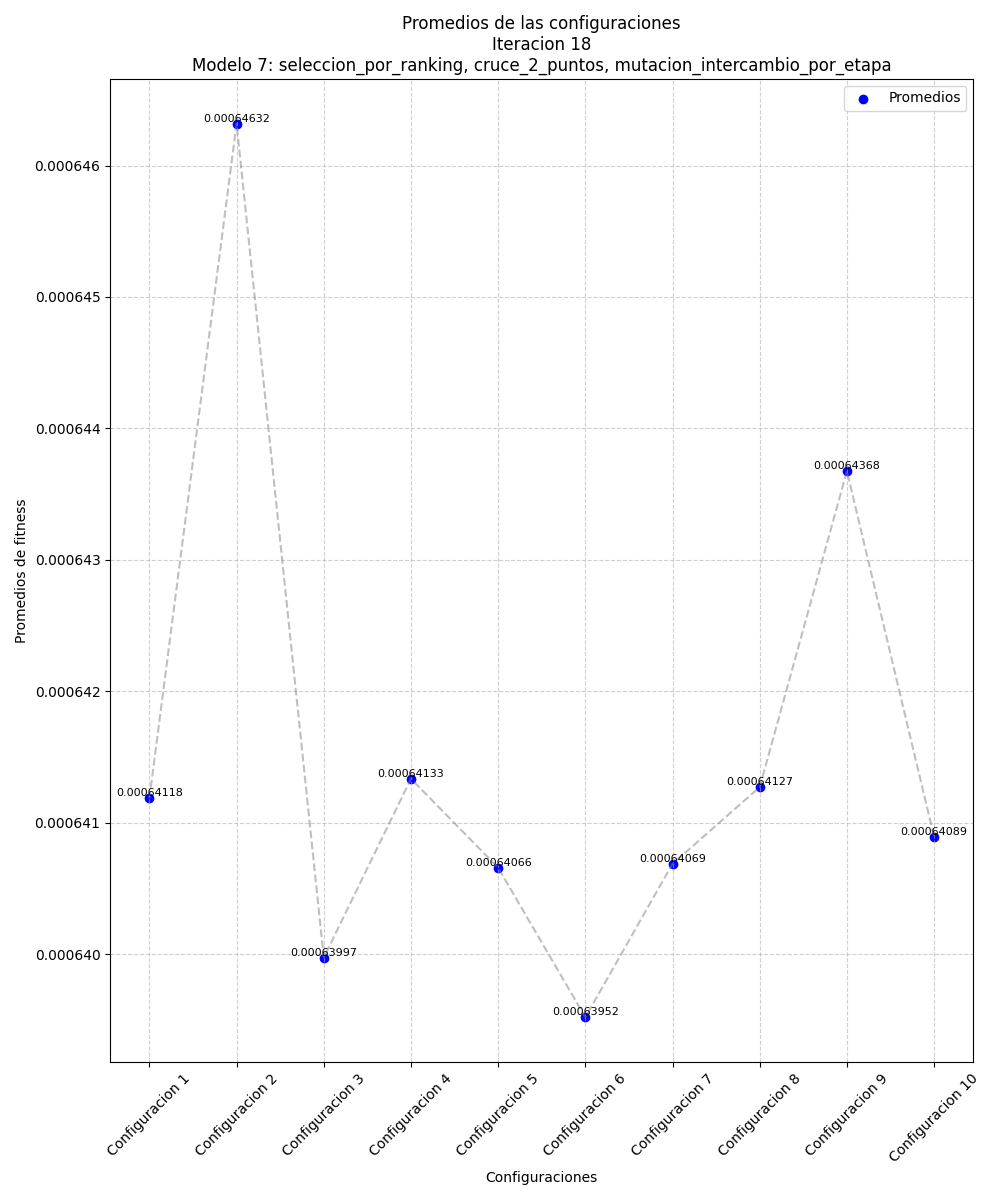 Promedios de las configuraciones
Iteracion 18
Modelo 7: seleccion_por_ranking, cruce_2_puntos, mutacion_intercambio_por_etapa
Promedios
0.00064632
0.000646
0.000645
0.000644
0.00064368
0.000643
0.000642
0.00064133
0.00064127
0.00064118
0.000641
0.00064089
0.00064069
0.00064066
0.000640
0.00063997
0.00063952
Promedios de fitness
Configuracion 1
Configuracion 2
Configuracion 3
Configuracion 4
Configuracion 5
Configuracion 6
Configuracion 7
Configuracion 8
Configuracion 9
Configuracion 10
Configuraciones